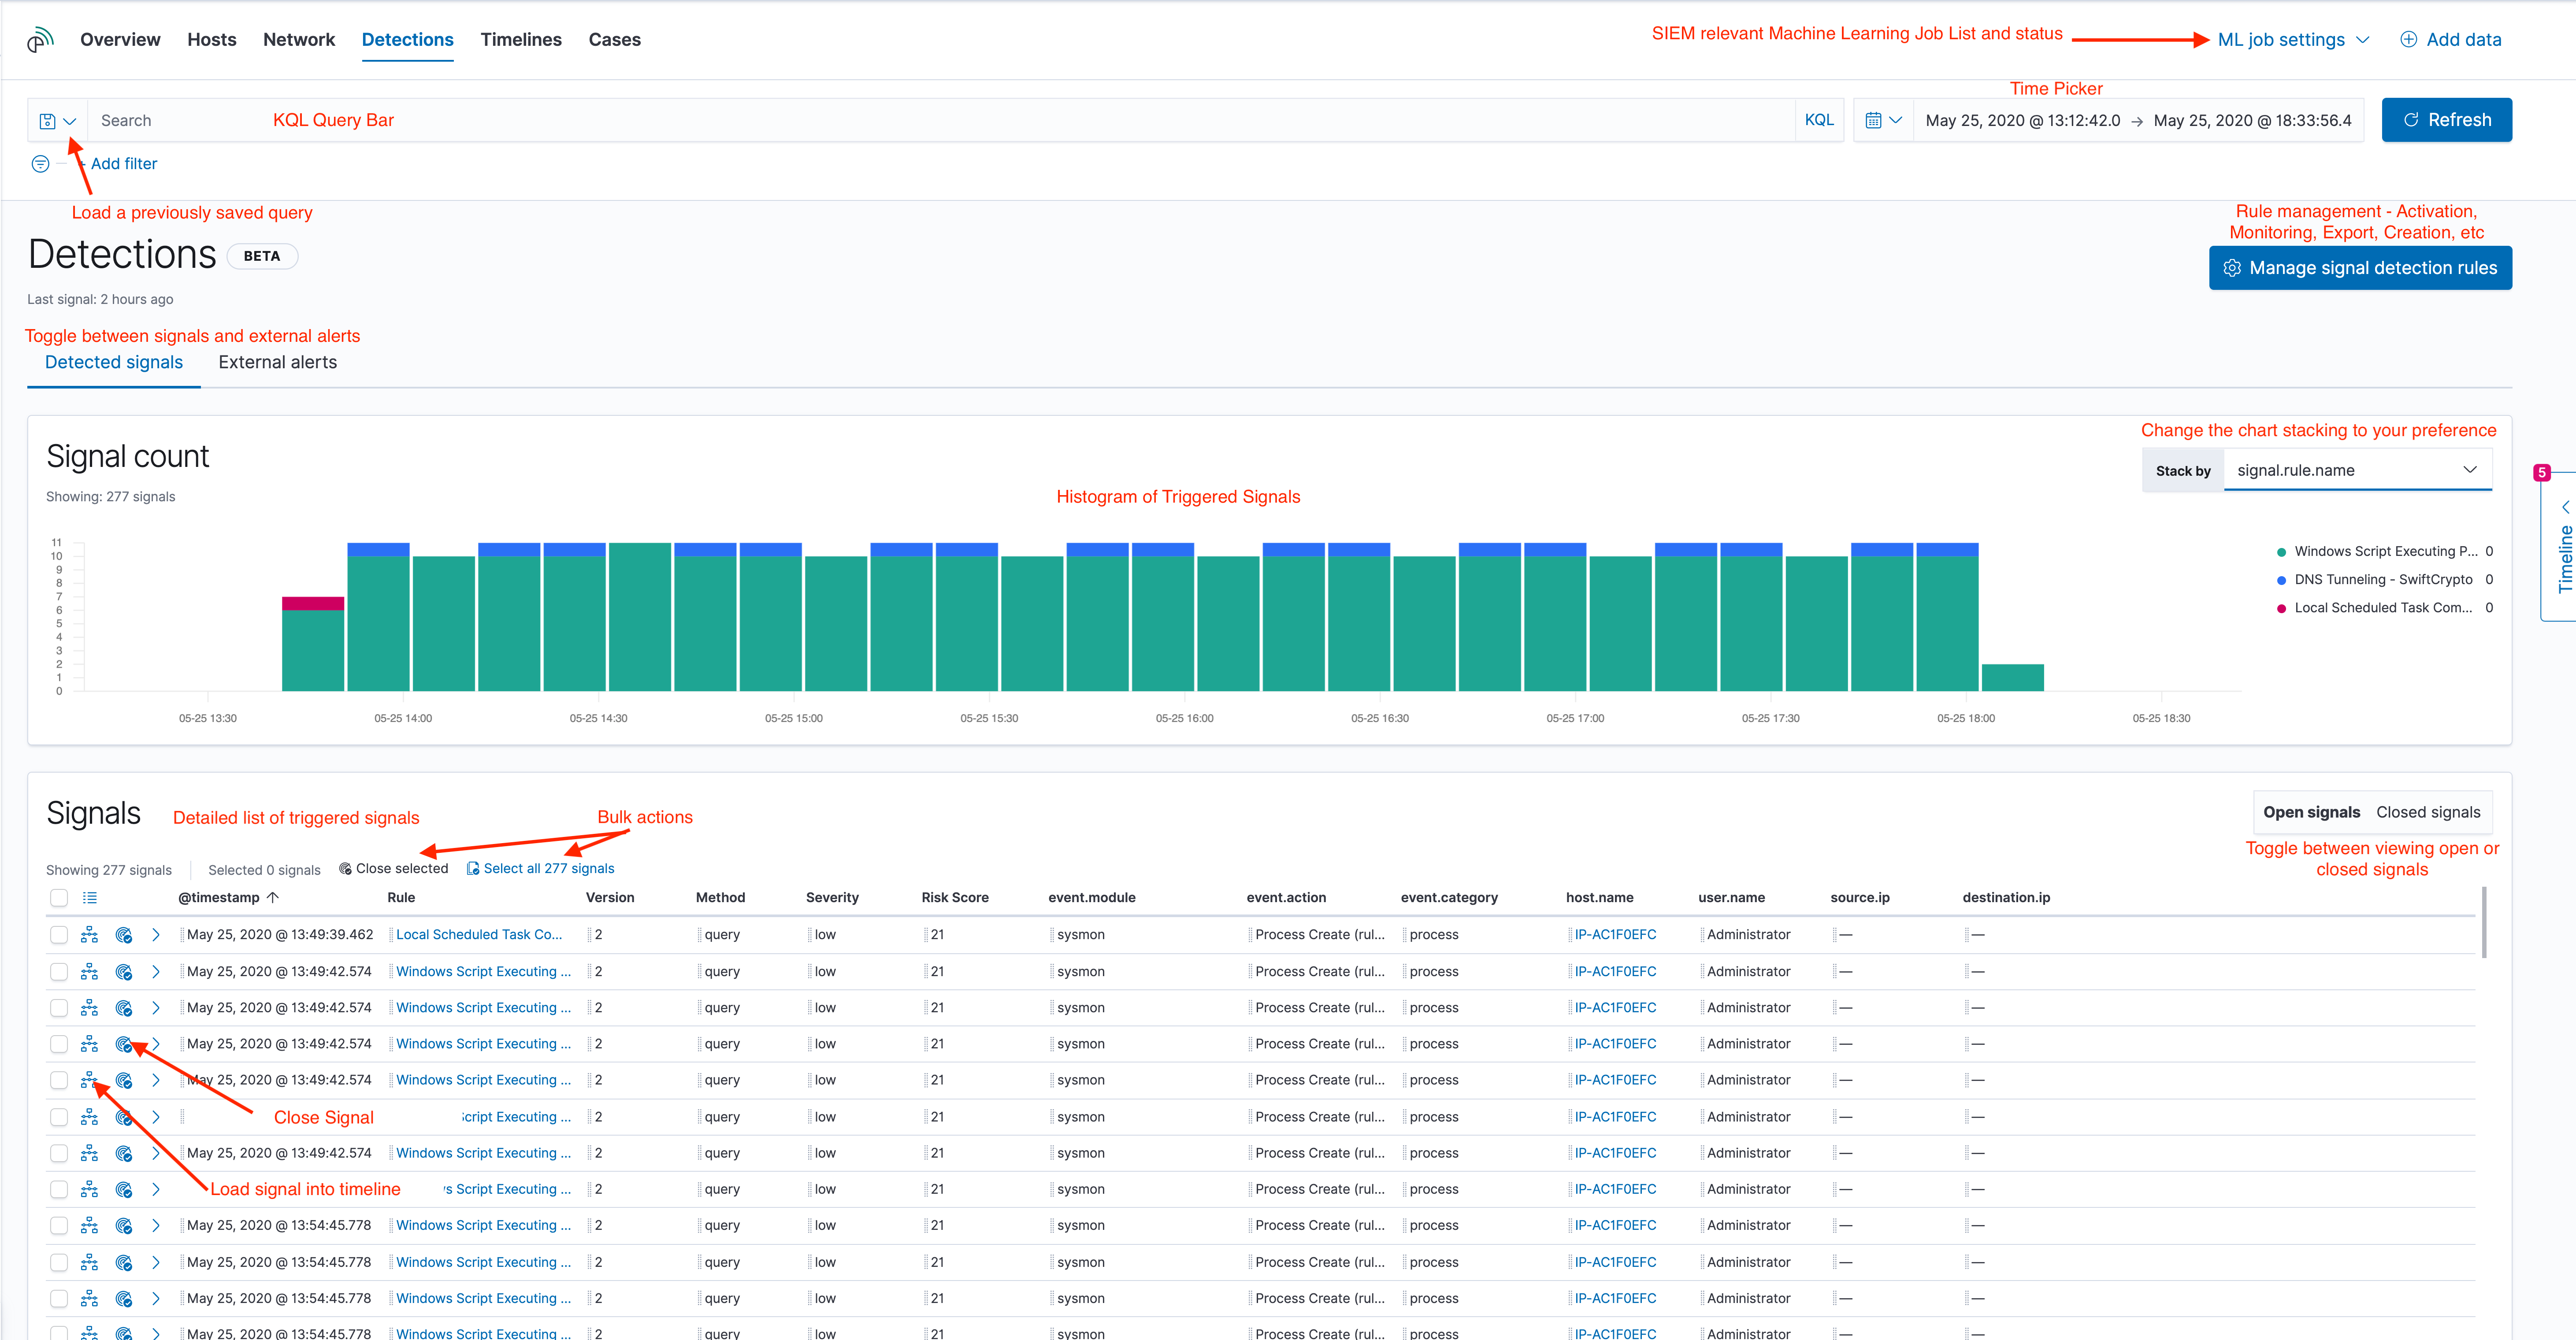 Overview Hosts Network Detections Timelines Cases SIEM relevant Machine Learning Job List and status ML job settings Add data
Time Picker
Search KQL Query Bar KQL May 25, 2020 @ 13:12:42.0 → May 25, 2020 @ 18:33:56.4 Refresh
+ Add filter
Load a previously saved query
Rule management - Activation,
Monitoring, Export, Creation, etc
Detections BETA
Manage signal detection rules
Last signal: 2 hours ago
Toggle between signals and external alerts
Detected signals External alerts
Change the chart stacking to your preference
Signal count
Stack by signal.rule.name
5
Timeline
Showing: 277 signals
Histogram of Triggered Signals
11
10
9
8
7
6
5
4
3
2
1
0
Windows Script Executing P... 0
DNS Tunneling - SwiftCrypto 0
Local Scheduled Task Com... 0
05-25 13:30 05-25 14:00 05-25 14:30 05-25 15:00 05-25 15:30 05-25 16:00 05-25 16:30 05-25 17:00 05-25 17:30 05-25 18:00 05-25 18:30
Signals Detailed list of triggered signals Bulk actions Open signals Closed signals
Toggle between viewing open or
closed signals
Showing 277 signals Selected 0 signals Close selected Select all 277 signals
@timestamp Rule Version Method Severity Risk Score event.module event.action event.category host.name user.name source.ip destination.ip
May 25, 2020 @ 13:49:39.462 Local Scheduled Task Co... 2 query low 21 sysmon Process Create (rul... process IP-AC1F0EFC Administrator — —
May 25, 2020 @ 13:49:42.574 Windows Script Executing ... 2 query low 21 sysmon Process Create (rul... process IP-AC1F0EFC Administrator — —
May 25, 2020 @ 13:49:42.574 Windows Script Executing ... 2 query low 21 sysmon Process Create (rul... process IP-AC1F0EFC Administrator — —
May 25, 2020 @ 13:49:42.574 Windows Script Executing ... 2 query low 21 sysmon Process Create (rul... process IP-AC1F0EFC Administrator — —
May 25, 2020 @ 13:49:42.574 Windows Script Executing ... 2 query low 21 sysmon Process Create (rul... process IP-AC1F0EFC Administrator — —
Close Signal Script Executing ... 2 query low 21 sysmon Process Create (rul... process IP-AC1F0EFC Administrator — —
May 25, 2020 @ 13:49:42.574 Windows Script Executing ... 2 query low 21 sysmon Process Create (rul... process IP-AC1F0EFC Administrator — —
Load signal into timeline s Script Executing ... 2 query low 21 sysmon Process Create (rul... process IP-AC1F0EFC Administrator — —
May 25, 2020 @ 13:54:45.778 Windows Script Executing ... 2 query low 21 sysmon Process Create (rul... process IP-AC1F0EFC Administrator — —
May 25, 2020 @ 13:54:45.778 Windows Script Executing ... 2 query low 21 sysmon Process Create (rul... process IP-AC1F0EFC Administrator — —
May 25, 2020 @ 13:54:45.778 Windows Script Executing ... 2 query low 21 sysmon Process Create (rul... process IP-AC1F0EFC Administrator — —
May 25, 2020 @ 13:54:45.778 Windows Script Executing ... 2 query low 21 sysmon Process Create (rul... process IP-AC1F0EFC Administrator — —